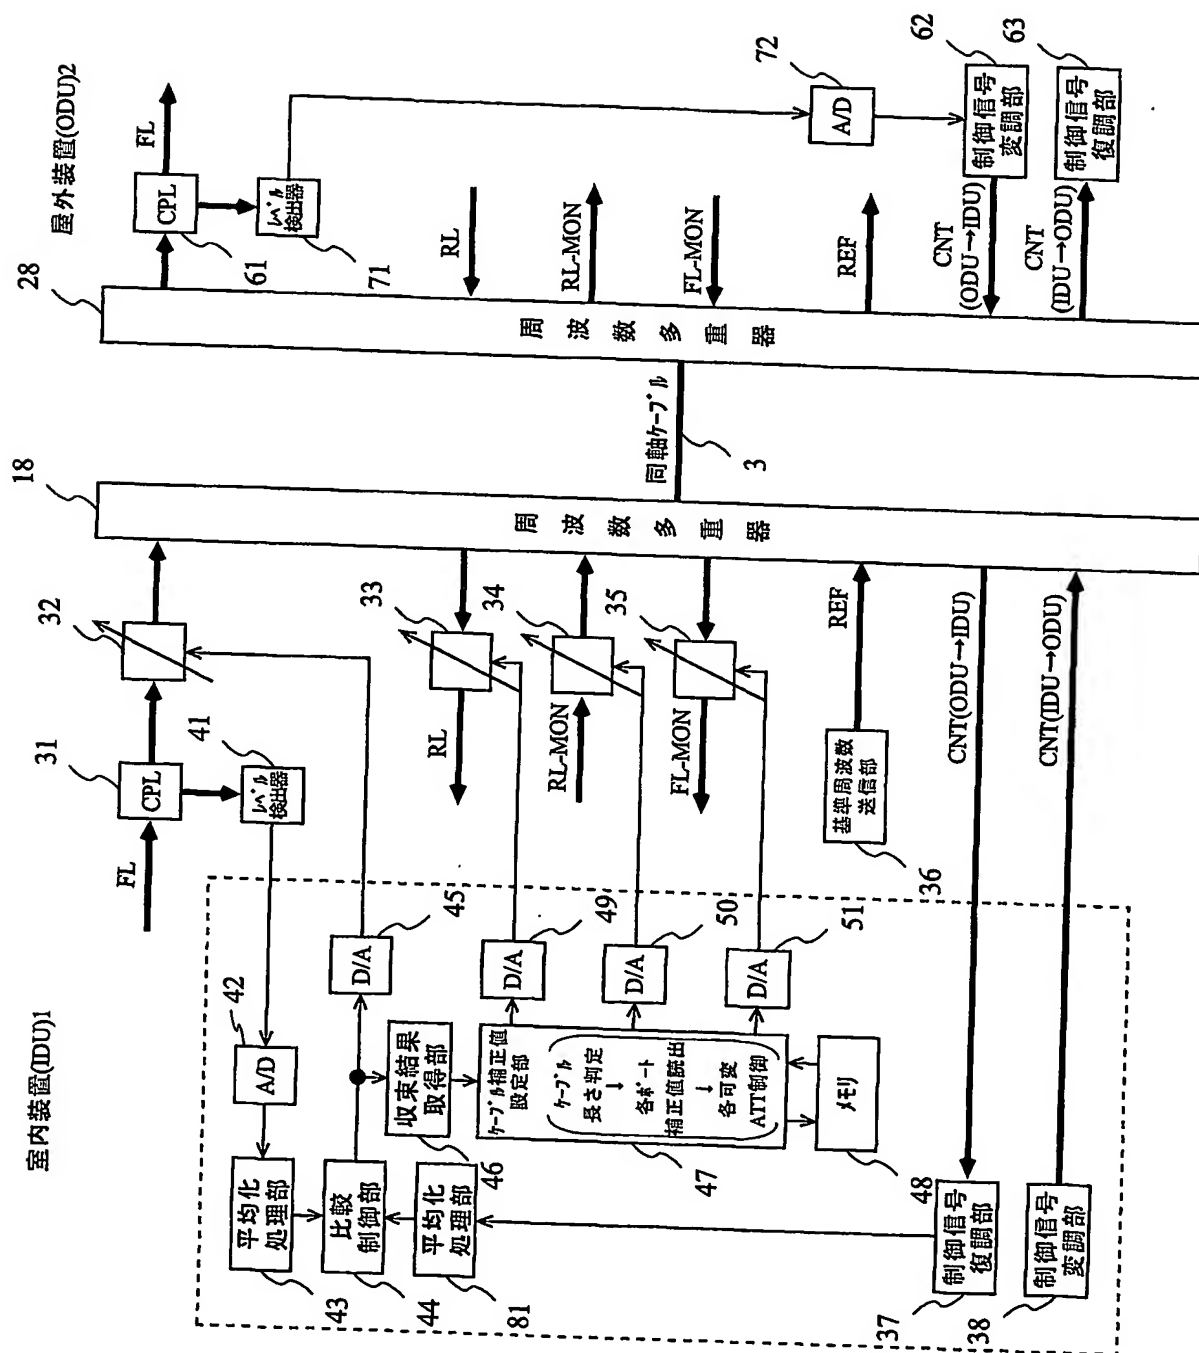 室内装置(IDU)1
屋外装置(ODU)2
FL
31
CPL
32
41
レベル
検出器
42
A/D
平均化
処理部
43
比較
制御部
44
平均化
処理部
81
D/A
45
収束結果
取得部
46
ケーブル補正値
設定部
ケーブル
長さ判定
↓
各ポート
補正値読出
↓
各可変
ATT制御
47
メモリ
48
D/A
49
D/A
50
D/A
51
33
RL
34
RL-MON
35
FL-MON
基準周波数
送信部
36
REF
CNT(ODU→IDU)
CNT(IDU→ODU)
制御信号
復調部
37
制御信号
変調部
38
18
周波数多重器
同軸ケーブル
3
28
周波数多重器
CPL
61
FL
レベル
検出器
71
RL
RL-MON
FL-MON
REF
A/D
72
CNT
(ODU→IDU)
制御信号
変調部
62
CNT
(IDU→ODU)
制御信号
復調部
63